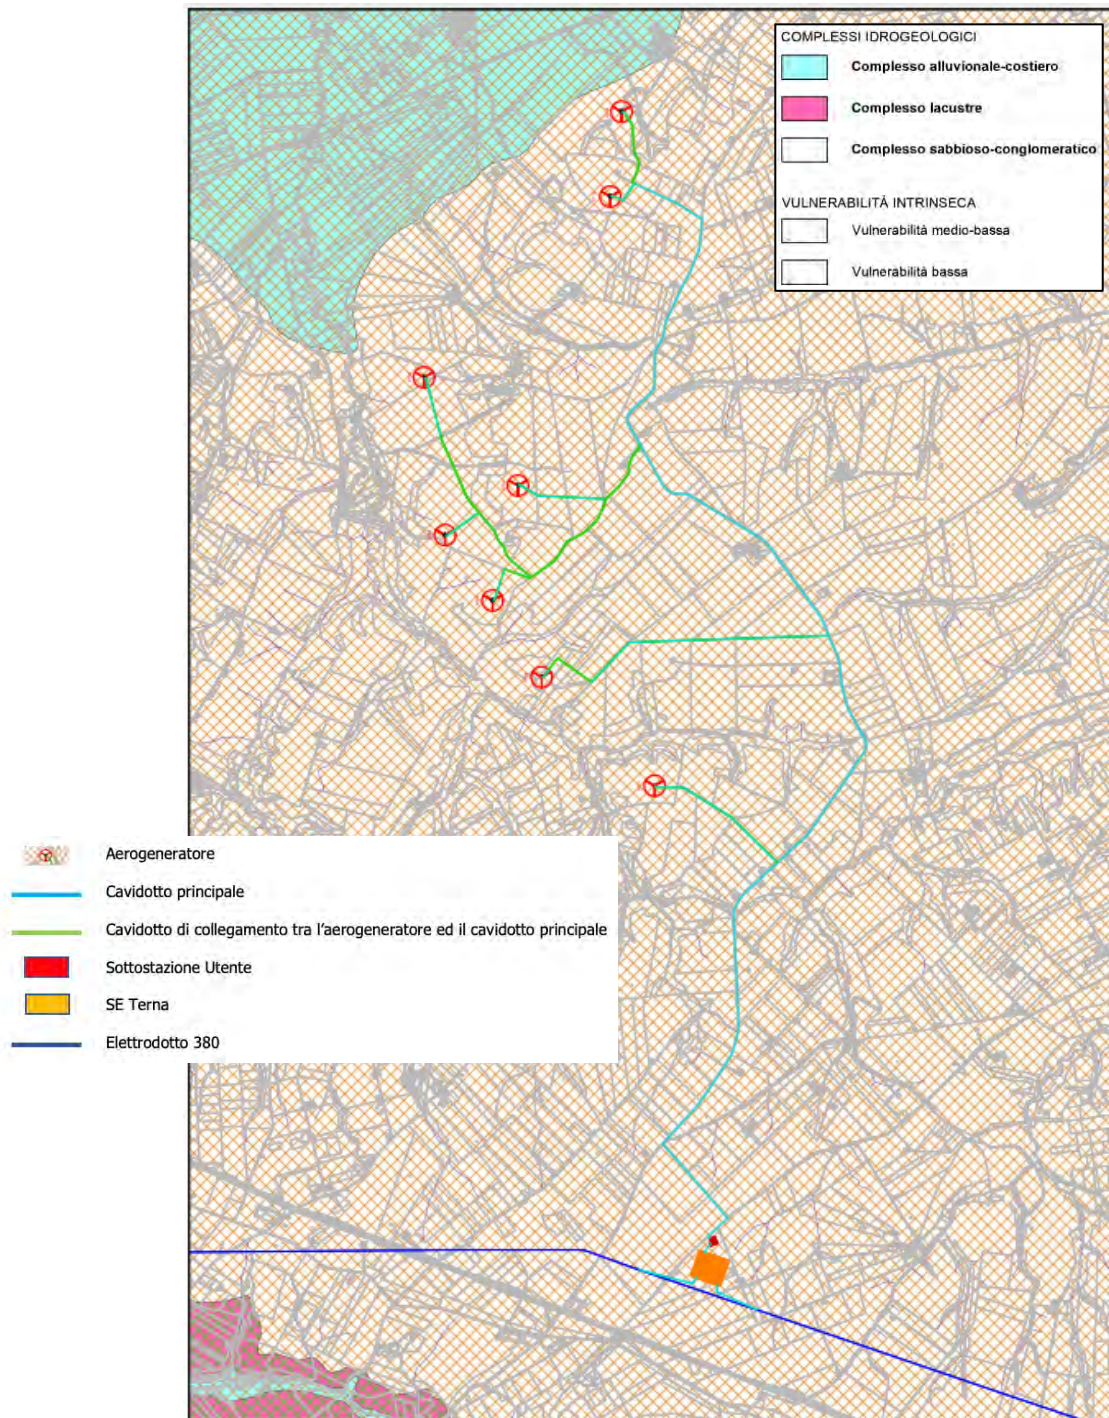 COMPLESSI IDROGEOLOGICI
Complesso alluvionale-costiero
Complesso lacustre
Complesso sabbioso-conglomeratico
VULNERABILITÀ INTRINSECA
Vulnerabilità medio-bassa
Vulnerabilità bassa
Aerogeneratore
Cavidotto principale
Cavidotto di collegamento tra l'aerogeneratore ed il cavidotto principale
Sottostazione Utente
SE Terna
Elettrodotto 380